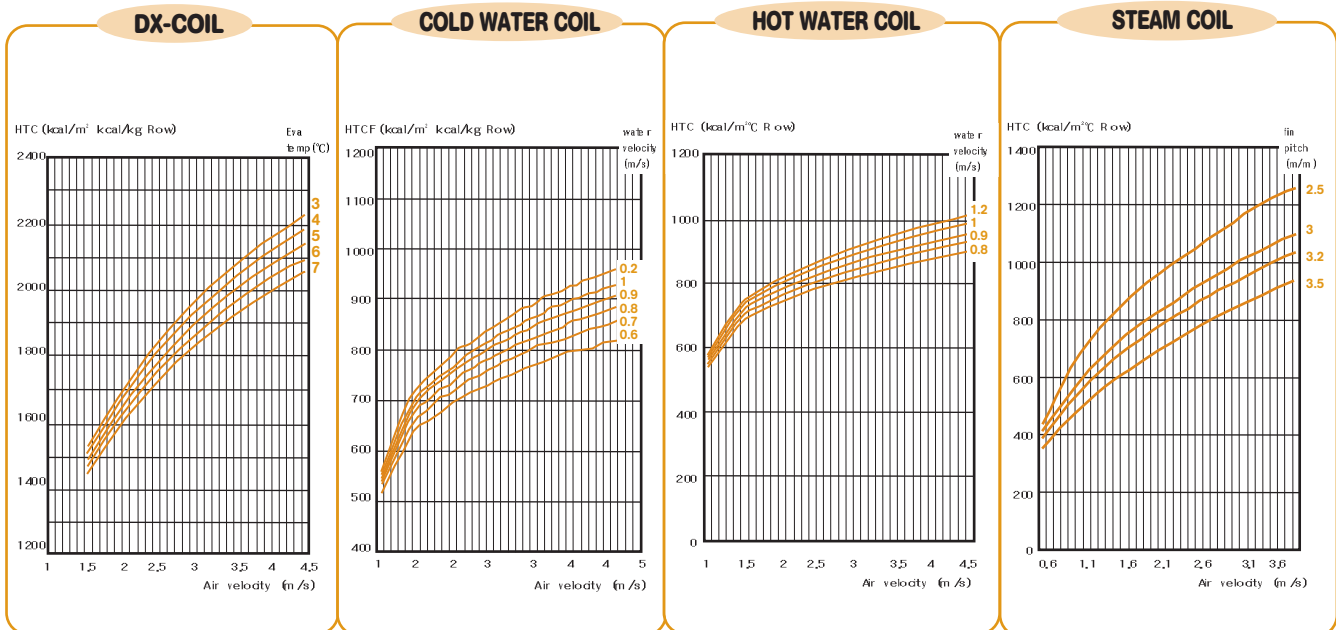 DX-COIL
HTC (kcal/m² kcal/kg Row)
Eva
temp (°C)
2400
2200
2000
1800
1600
1400
1200
3
4
5
6
7
1 1,5 2 2,5 3 3,5 4 4,5
Air velocity (m/s)
COLD WATER COIL
HTCF (kcal/m² kcal/kg Row)
water
velocity
(m/s)
1200
1100
1000
900
800
700
600
500
400
0.2
1
0.9
0.8
0.7
0.6
1 2 2 3 3 4 4 5
Air velocity (m/s)
HOT WATER COIL
HTC (kcal/m²°C Row)
water
velocity
(m/s)
1200
1000
800
600
400
200
0
1.2
1
0.9
0.8
1 1,5 2 2,5 3 3,5 4 4,5
Air velocity (m/s)
STEAM COIL
HTC (kcal/m²°C Row)
fin
pitch
(m/m)
1400
1200
1000
800
600
400
200
0
2.5
3
3.2
3.5
0,6 1,1 1,6 2,1 2,6 3,1 3,6
Air velocity (m/s)